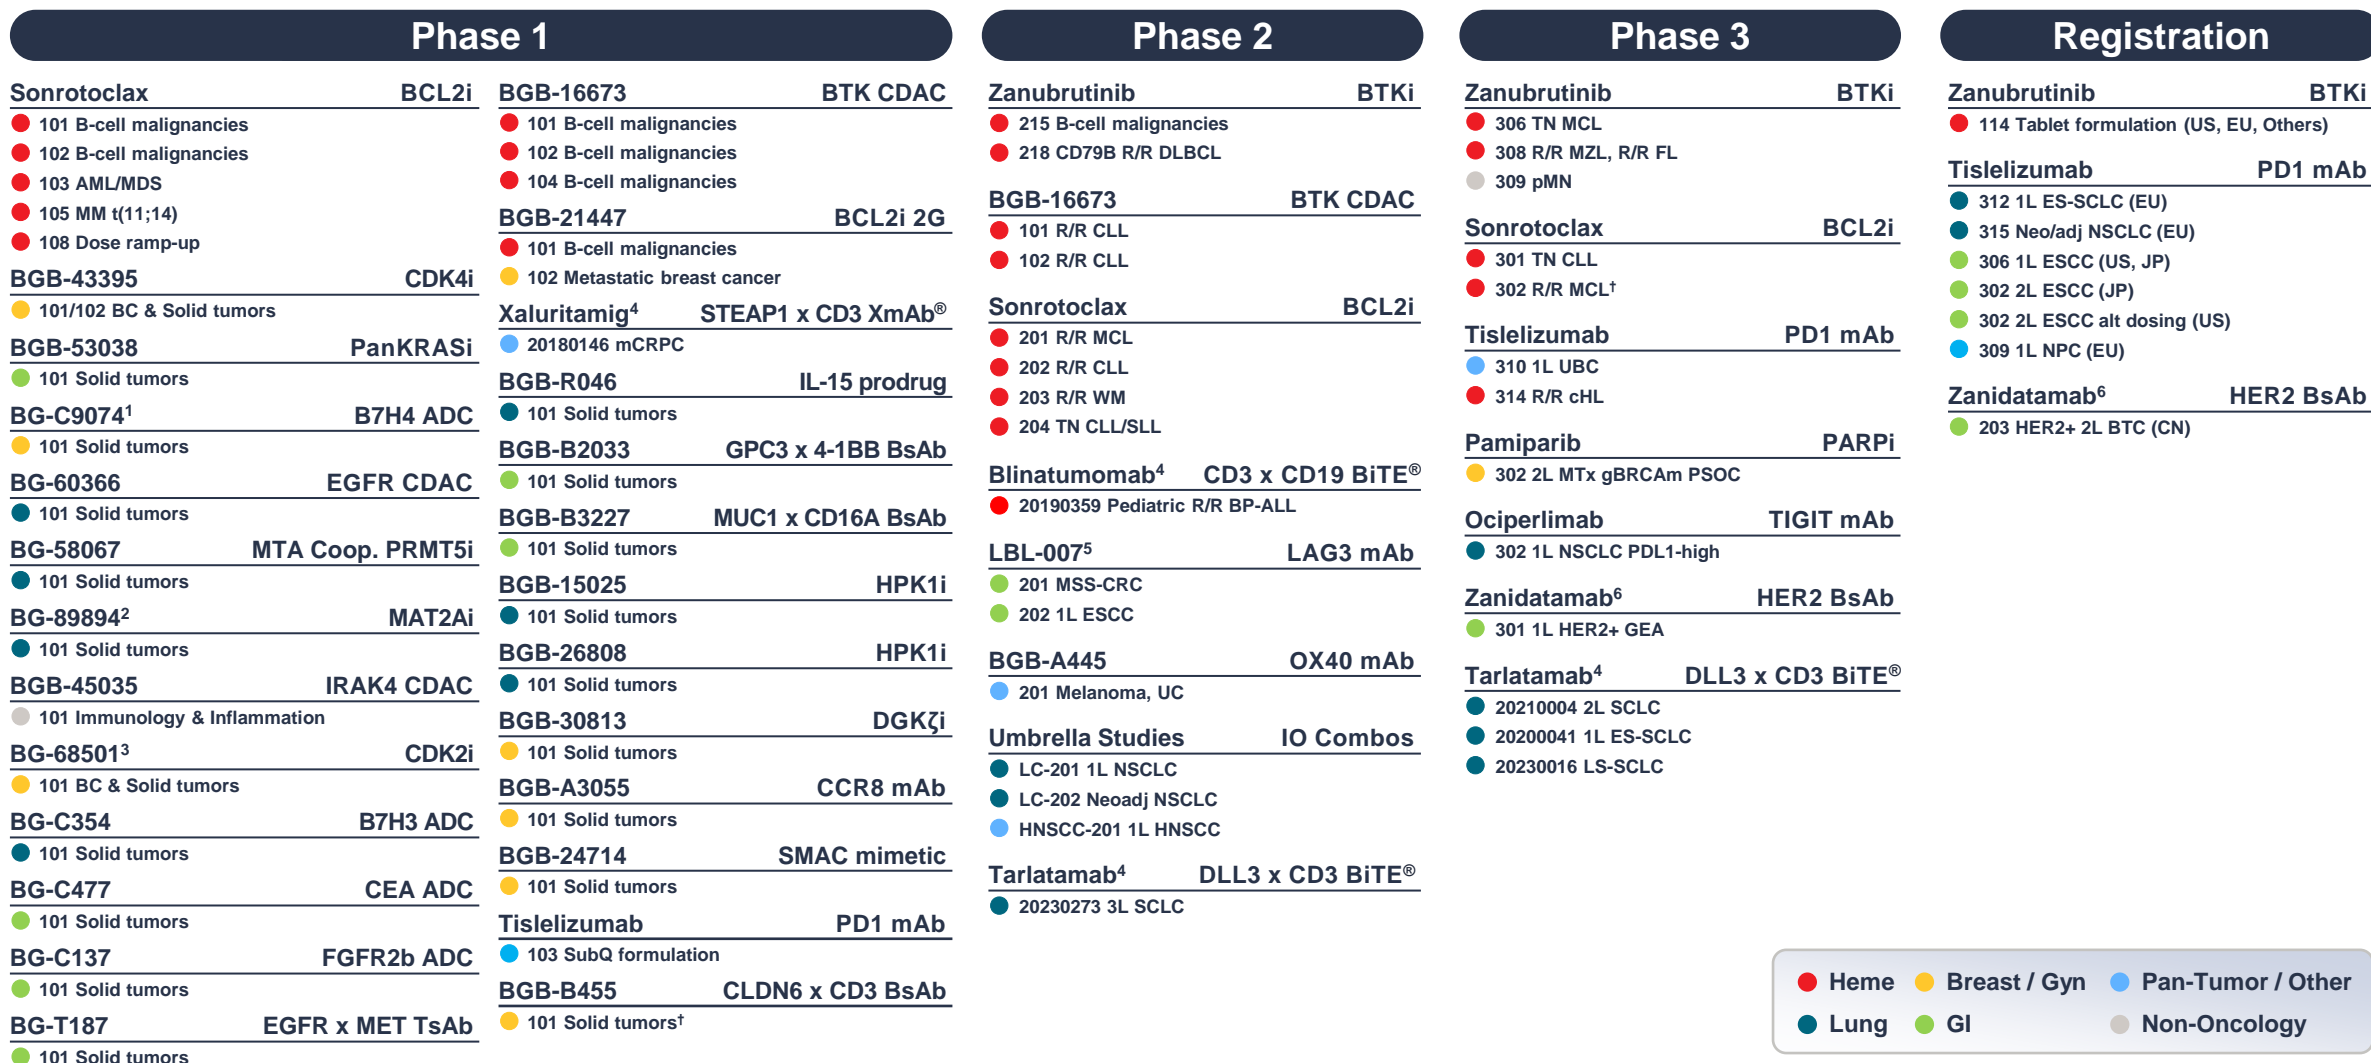 Phase 1
Sonrotoclax BCL2i
101 B-cell malignancies
102 B-cell malignancies
103 AML/MDS
105 MM t(11;14)
108 Dose ramp-up
BGB-43395 CDK4i
101/102 BC & Solid tumors
BGB-53038 PanKRASi
101 Solid tumors
BG-C9074¹ B7H4 ADC
101 Solid tumors
BG-60366 EGFR CDAC
101 Solid tumors
BG-58067 MTA Coop. PRMT5i
101 Solid tumors
BG-89894² MAT2Ai
101 Solid tumors
BGB-45035 IRAK4 CDAC
101 Immunology & Inflammation
BG-68501³ CDK2i
101 BC & Solid tumors
BG-C354 B7H3 ADC
101 Solid tumors
BG-C477 CEA ADC
101 Solid tumors
BG-C137 FGFR2b ADC
101 Solid tumors
BG-T187 EGFR x MET TsAb
101 Solid tumors
BGB-16673 BTK CDAC
101 B-cell malignancies
102 B-cell malignancies
104 B-cell malignancies
BGB-21447 BCL2i 2G
101 B-cell malignancies
102 Metastatic breast cancer
Xaluritamig⁴ STEAP1 x CD3 XmAb®
20180146 mCRPC
BGB-R046 IL-15 prodrug
101 Solid tumors
BGB-B2033 GPC3 x 4-1BB BsAb
101 Solid tumors
BGB-B3227 MUC1 x CD16A BsAb
101 Solid tumors
BGB-15025 HPK1i
101 Solid tumors
BGB-26808 HPK1i
101 Solid tumors
BGB-30813 DGKζi
101 Solid tumors
BGB-A3055 CCR8 mAb
101 Solid tumors
BGB-24714 SMAC mimetic
101 Solid tumors
Tislelizumab PD1 mAb
103 SubQ formulation
BGB-B455 CLDN6 x CD3 BsAb
101 Solid tumors†
Phase 2
Zanubrutinib BTKi
215 B-cell malignancies
218 CD79B R/R DLBCL
BGB-16673 BTK CDAC
101 R/R CLL
102 R/R CLL
Sonrotoclax BCL2i
201 R/R MCL
202 R/R CLL
203 R/R WM
204 TN CLL/SLL
Blinatumomab⁴ CD3 x CD19 BiTE®
20190359 Pediatric R/R BP-ALL
LBL-007⁵ LAG3 mAb
201 MSS-CRC
202 1L ESCC
BGB-A445 OX40 mAb
201 Melanoma, UC
Umbrella Studies IO Combos
LC-201 1L NSCLC
LC-202 Neoadj NSCLC
HNSCC-201 1L HNSCC
Tarlatamab⁴ DLL3 x CD3 BiTE®
20230273 3L SCLC
Phase 3
Zanubrutinib BTKi
306 TN MCL
308 R/R MZL, R/R FL
309 pMN
Sonrotoclax BCL2i
301 TN CLL
302 R/R MCL†
Tislelizumab PD1 mAb
310 1L UBC
314 R/R cHL
Pamiparib PARPi
302 2L MTx gBRCAm PSOC
Ociperlimab TIGIT mAb
302 1L NSCLC PDL1-high
Zanidatamab⁶ HER2 BsAb
301 1L HER2+ GEA
Tarlatamab⁴ DLL3 x CD3 BiTE®
20210004 2L SCLC
20200041 1L ES-SCLC
20230016 LS-SCLC
Registration
Zanubrutinib BTKi
114 Tablet formulation (US, EU, Others)
Tislelizumab PD1 mAb
312 1L ES-SCLC (EU)
315 Neo/adj NSCLC (EU)
306 1L ESCC (US, JP)
302 2L ESCC (JP)
302 2L ESCC alt dosing (US)
309 1L NPC (EU)
Zanidatamab⁶ HER2 BsAb
203 HER2+ 2L BTC (CN)
Heme Breast / Gyn Pan-Tumor / Other
Lung GI Non-Oncology